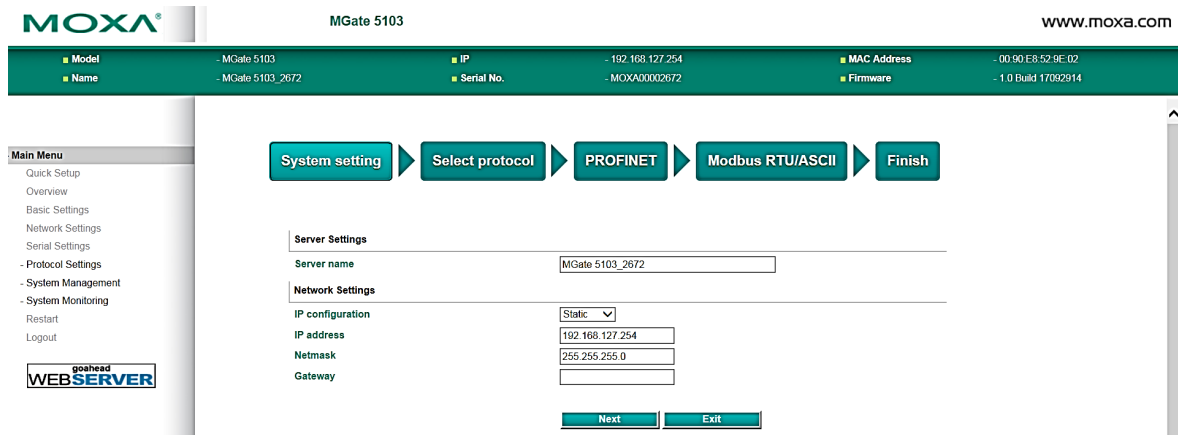 MOXA® MGate 5103 www.moxa.com
Model - MGate 5103 IP - 192.168.127.254 MAC Address - 00:90:E8:52:9E:02
Name - MGate 5103_2672 Serial No. - MOXA00002672 Firmware - 1.0 Build 17092914
- Main Menu
Quick Setup
Overview
Basic Settings
Network Settings
Serial Settings
- Protocol Settings
- System Management
- System Monitoring
Restart
Logout
goahead
WEBSERVER
System setting Select protocol PROFINET Modbus RTU/ASCII Finish
Server Settings
Server name MGate 5103_2672
Network Settings
IP configuration Static
IP address 192.168.127.254
Netmask 255.255.255.0
Gateway
Next Exit